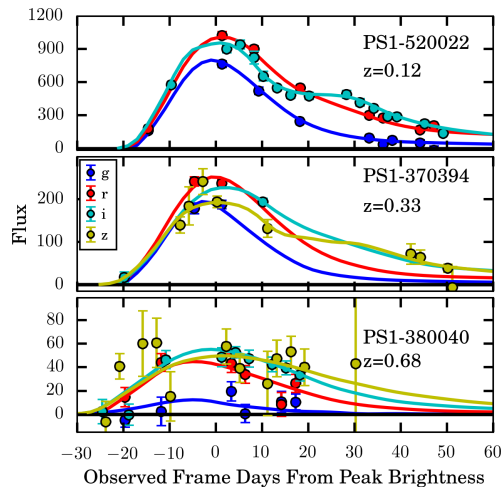 1200
900
600
300
0
PS1-520022
z=0.12
Flux
200
100
0
g
r
i
z
PS1-370394
z=0.33
80
60
40
20
0
PS1-380040
z=0.68
−30 −20 −10 0 10 20 30 40 50 60
Observed Frame Days From Peak Brightness